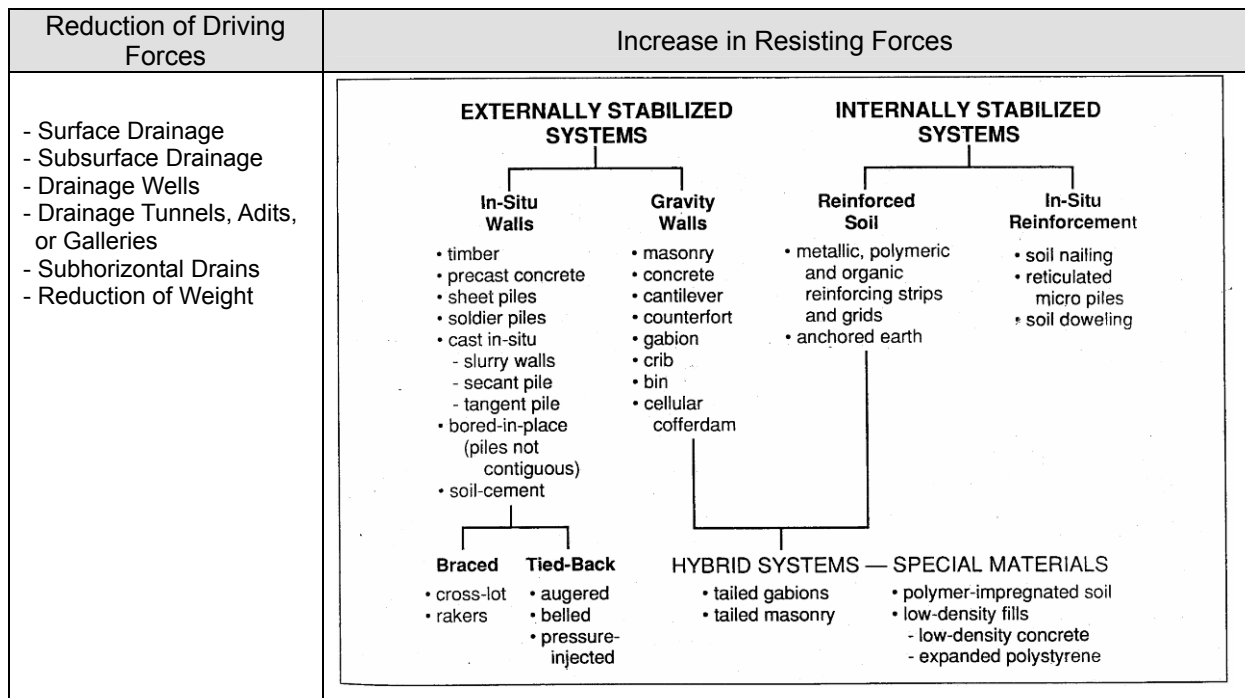 Reduction of Driving
Forces
Increase in Resisting Forces
- Surface Drainage
- Subsurface Drainage
- Drainage Wells
- Drainage Tunnels, Adits,
or Galleries
- Subhorizontal Drains
- Reduction of Weight
EXTERNALLY STABILIZED
SYSTEMS
In-Situ
Walls
• timber
• precast concrete
• sheet piles
• soldier piles
• cast in-situ
- slurry walls
- secant pile
- tangent pile
• bored-in-place
(piles not
contiguous)
• soil-cement
Gravity
Walls
• masonry
• concrete
• cantilever
• counterfort
• gabion
• crib
• bin
• cellular
cofferdam
INTERNALLY STABILIZED
SYSTEMS
Reinforced
Soil
• metallic, polymeric
and organic
reinforcing strips
and grids
• anchored earth
In-Situ
Reinforcement
• soil nailing
• reticulated
micro piles
• soil doweling
Braced
• cross-lot
• rakers
Tied-Back
• augered
• belled
• pressure-
injected
HYBRID SYSTEMS — SPECIAL MATERIALS
• tailed gabions
• tailed masonry
• polymer-impregnated soil
• low-density fills
- low-density concrete
- expanded polystyrene